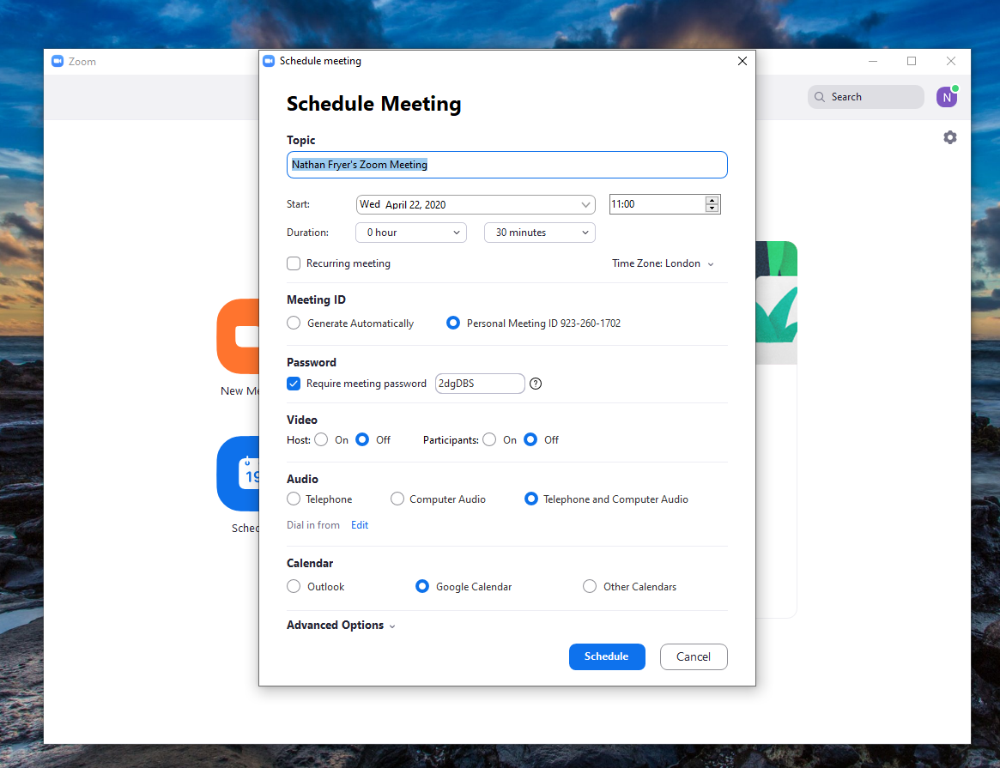 Zoom
Schedule meeting
Search
N
Schedule Meeting
Topic
Nathan Fryer's Zoom Meeting
Start: Wed April 22, 2020 11:00
Duration: 0 hour 30 minutes
Recurring meeting Time Zone: London
Meeting ID
Generate Automatically Personal Meeting ID 923-260-1702
Password
Require meeting password 2dgDBS
Video
Host: On Off Participants: On Off
Audio
Telephone Computer Audio Telephone and Computer Audio
Dial in from Edit
Calendar
Outlook Google Calendar Other Calendars
Advanced Options
Schedule Cancel
New Me
19
Sched